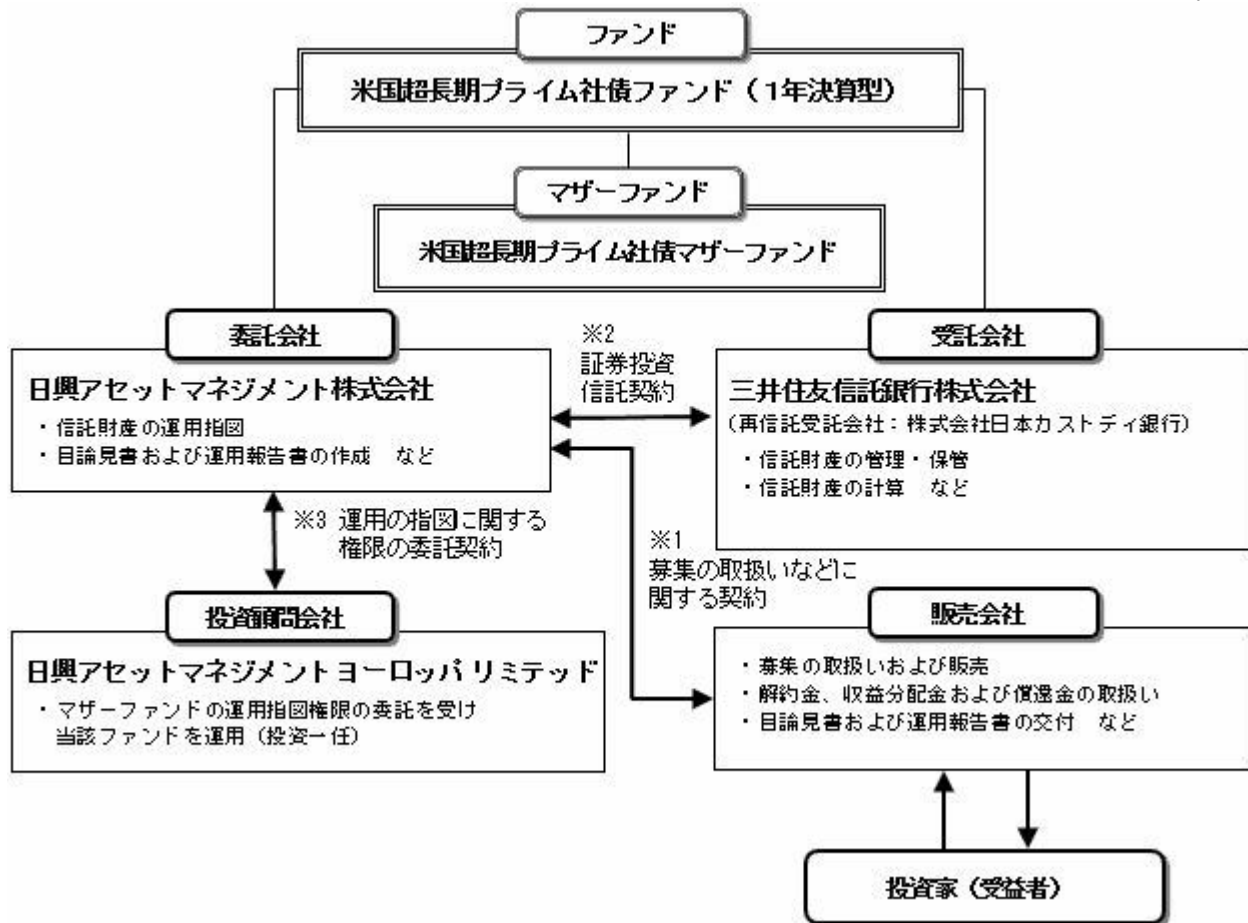 ファンド
米国超長期プライム社債ファンド（1年決算型）
マザーファンド
米国超長期プライム社債マザーファンド
委託会社
日興アセットマネジメント株式会社
・信託財産の運用指図
・目論見書および運用報告書の作成 など
※2
証券投資
信託契約
受託会社
三井住友信託銀行株式会社
（再信託受託会社：株式会社日本カストディ銀行）
・信託財産の管理・保管
・信託財産の計算 など
※3 運用の指図に関する
権限の委託契約
※1
募集の取扱いなどに
関する契約
投資顧問会社
日興アセットマネジメント ヨーロッパ リミテッド
・マザーファンドの運用指図権限の委託を受け
当該ファンドを運用（投資一任）
販売会社
・募集の取扱いおよび販売
・解約金、収益分配金および償還金の取扱い
・目論見書および運用報告書の交付 など
投資家（受益者）